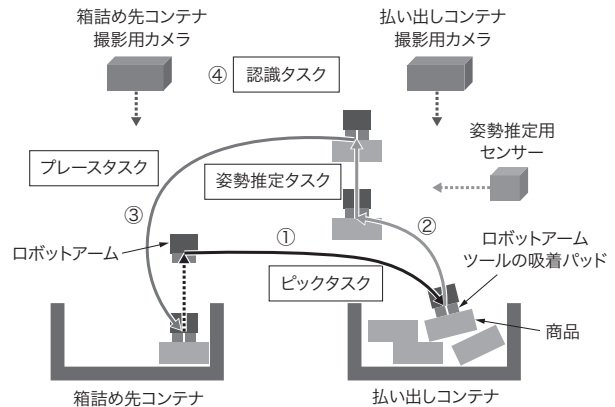 箱詰め先コンテナ
撮影用カメラ
払い出しコンテナ
撮影用カメラ
④
認識タスク
姿勢推定用
センサー
プレースタスク
姿勢推定タスク
③
①
②
ロボットアーム
ロボットアーム
ツールの吸着パッド
ピックタスク
商品
箱詰め先コンテナ
払い出しコンテナ